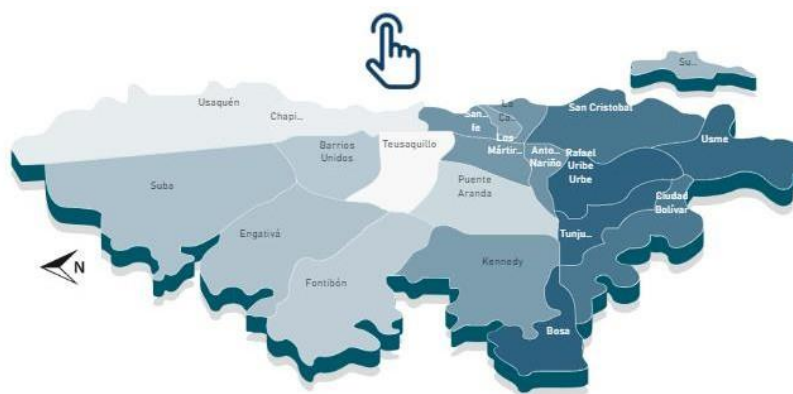 Su...
Usaquén
Chapi...
San...
fe
La
Ca...
San Cristobal
Barrios
Unidos
Teusaquillo
Los
Mártir...
Anto...
Nariño
Rafael
Uribe
Urbe
Usme
Suba
Puente
Aranda
Ciudad
Bolívar
Engativá
Tunju...
Kennedy
N
Fontibón
Bosa